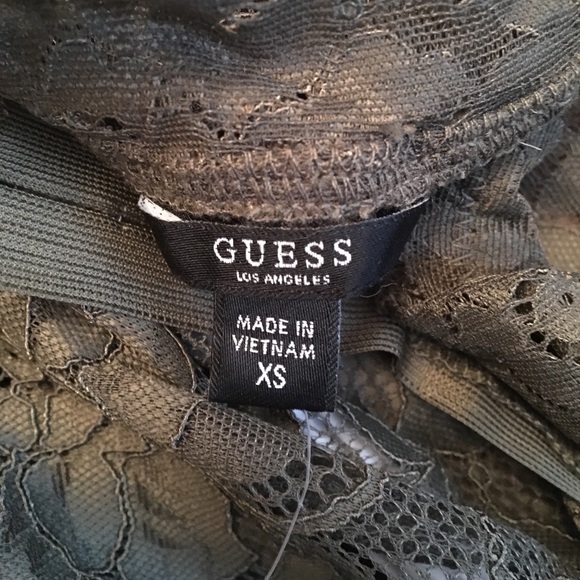 GUESS
LOS ANGELES
MADE IN
VIETNAM
XS